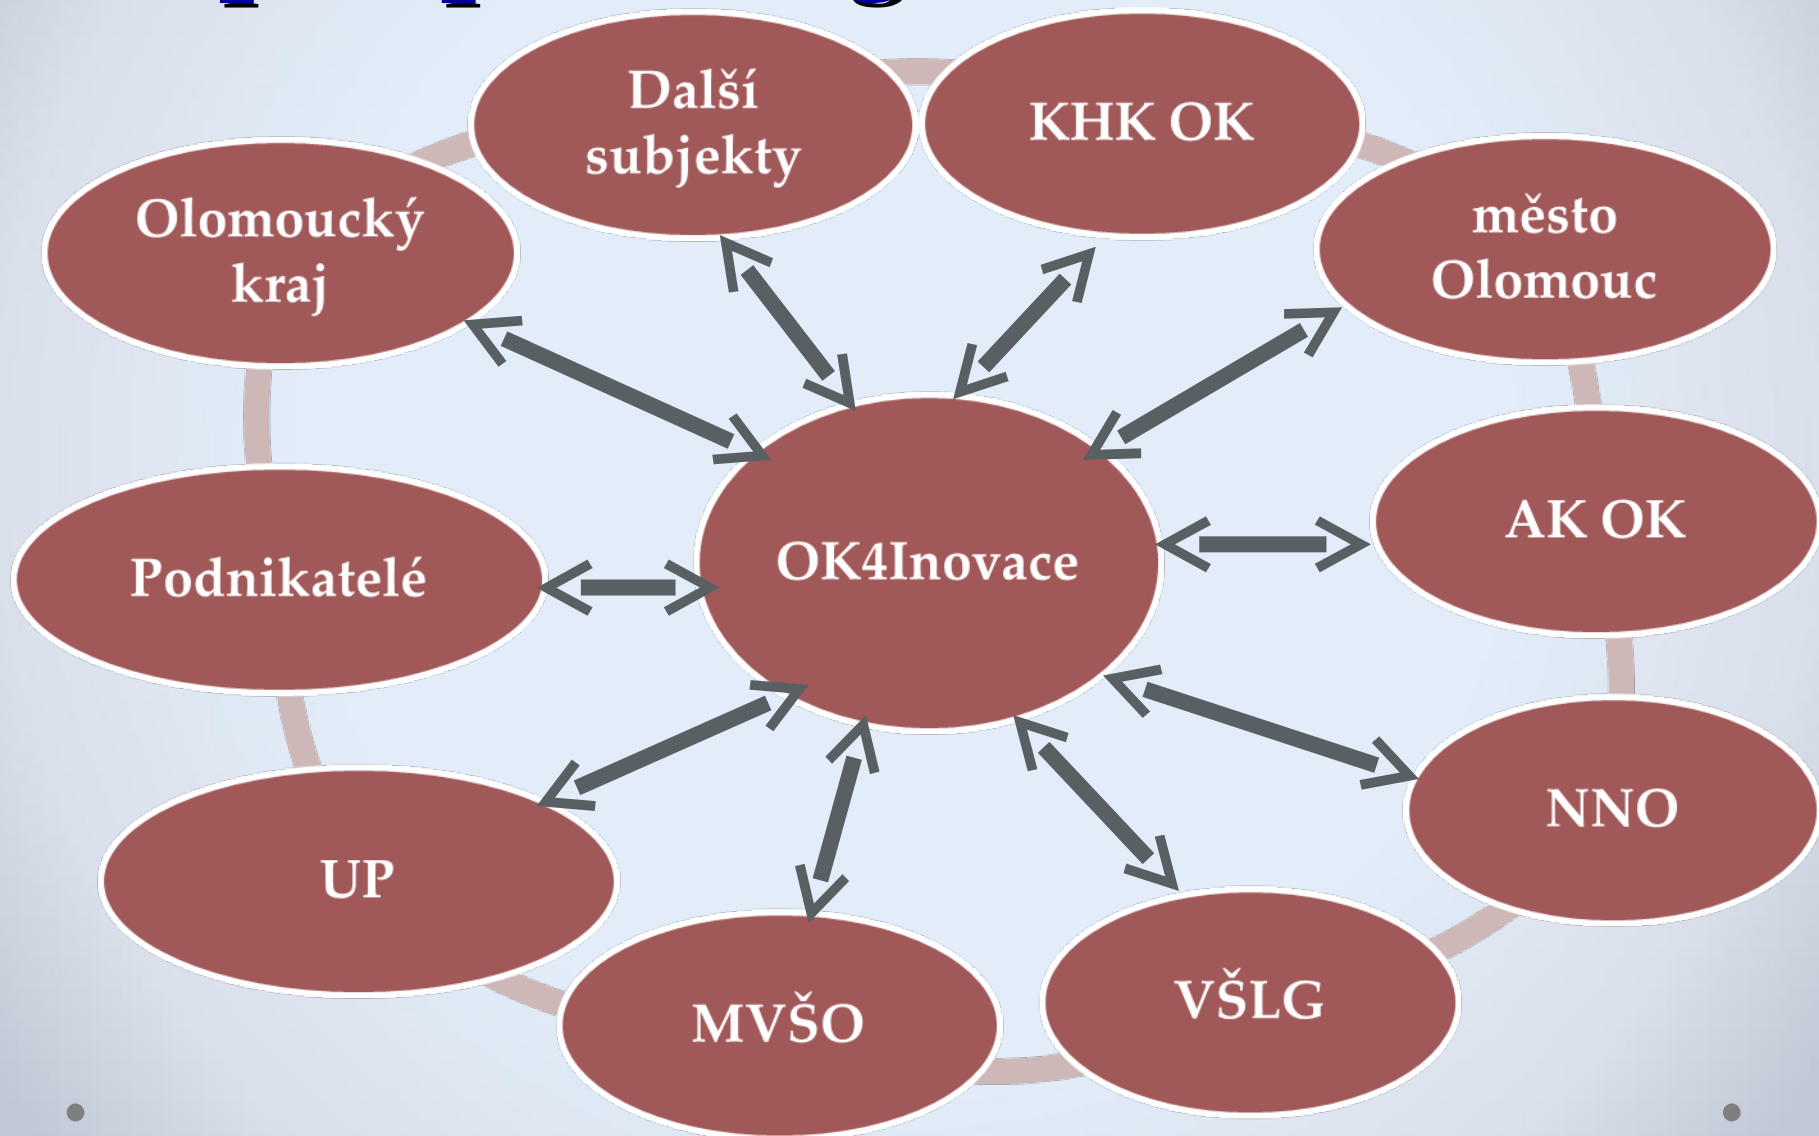 Další
subjekty
KHK OK
Olomoucký
kraj
město
Olomouc
AK OK
OK4Inovace
Podnikatelé
NNO
UP
VŠLG
MVŠO